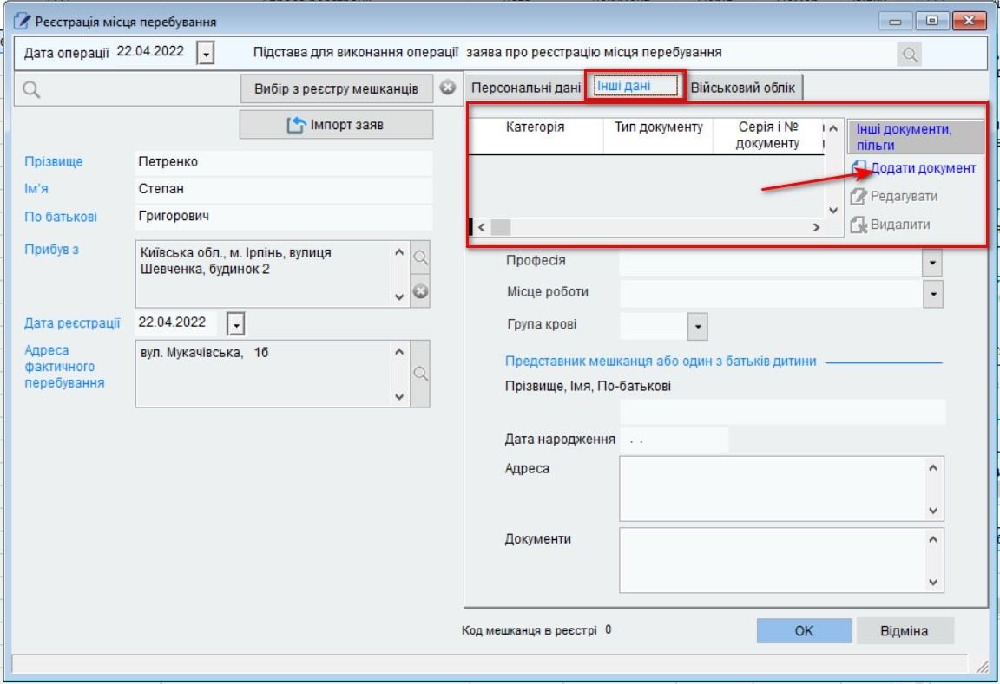 Реєстрація місця перебування
Дата операції 22.04.2022 Підстава для виконання операції заява про реєстрацію місця перебування
Вибір з реєстру мешканців
Імпорт заяв
Прізвище Петренко
Ім'я Степан
По батькові Григорович
Прибув з Київська обл., м. Ірпінь, вулиця
Шевченка, будинок 2
Дата реєстрації 22.04.2022
Адреса
фактичного
перебування
вул. Мукачівська, 1б
Персональні дані Інші дані Військовий облік
Категорія Тип документу Серія і №
документу
Інші документи,
пільги
Додати документ
Редагувати
Видалити
Професія
Місце роботи
Група крові
Представник мешканця або один з батьків дитини
Прізвище, Імя, По-батькові
Дата народження . .
Адреса
Документи
Код мешканця в реєстрі 0
OK Відміна